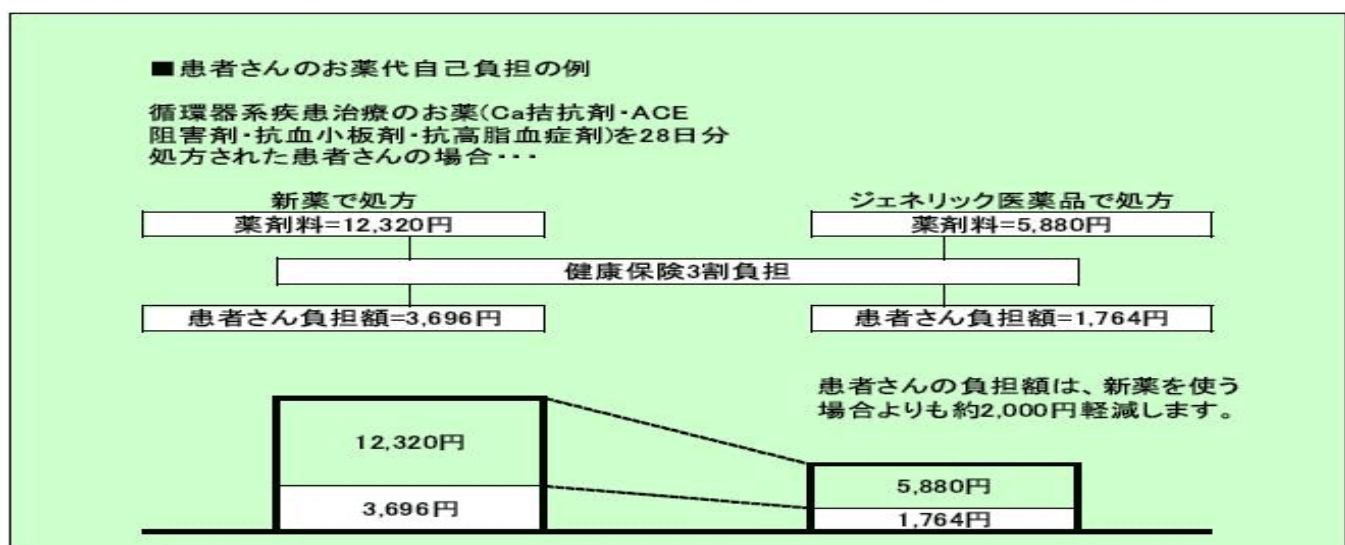 ■患者さんのお薬代自己負担の例
循環器系疾患治療のお薬(Ca拮抗剤・ACE
阻害剤・抗血小板剤・抗高脂血症剤)を28日分
処方された患者さんの場合・・・
新薬で処方
薬剤料=12,320円
ジェネリック医薬品で処方
薬剤料=5,880円
健康保険3割負担
患者さん負担額=3,696円
患者さん負担額=1,764円
患者さんの負担額は、新薬を使う
場合よりも約2,000円軽減します。
12,320円
3,696円
5,880円
1,764円